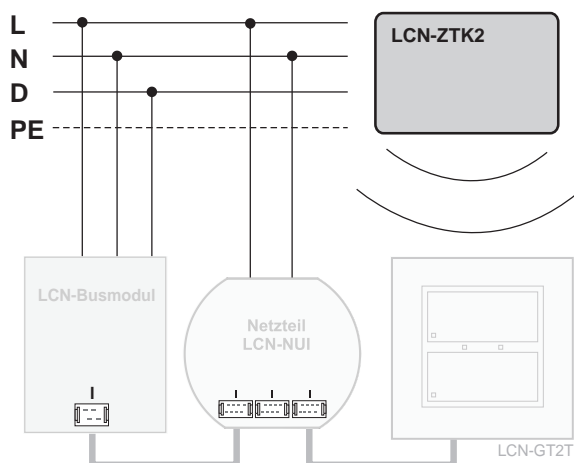 L
N
D
PE
LCN-ZTK2
LCN-Busmodul
Netzteil
LCN-NUI
I
I
I
I
LCN-GT2T